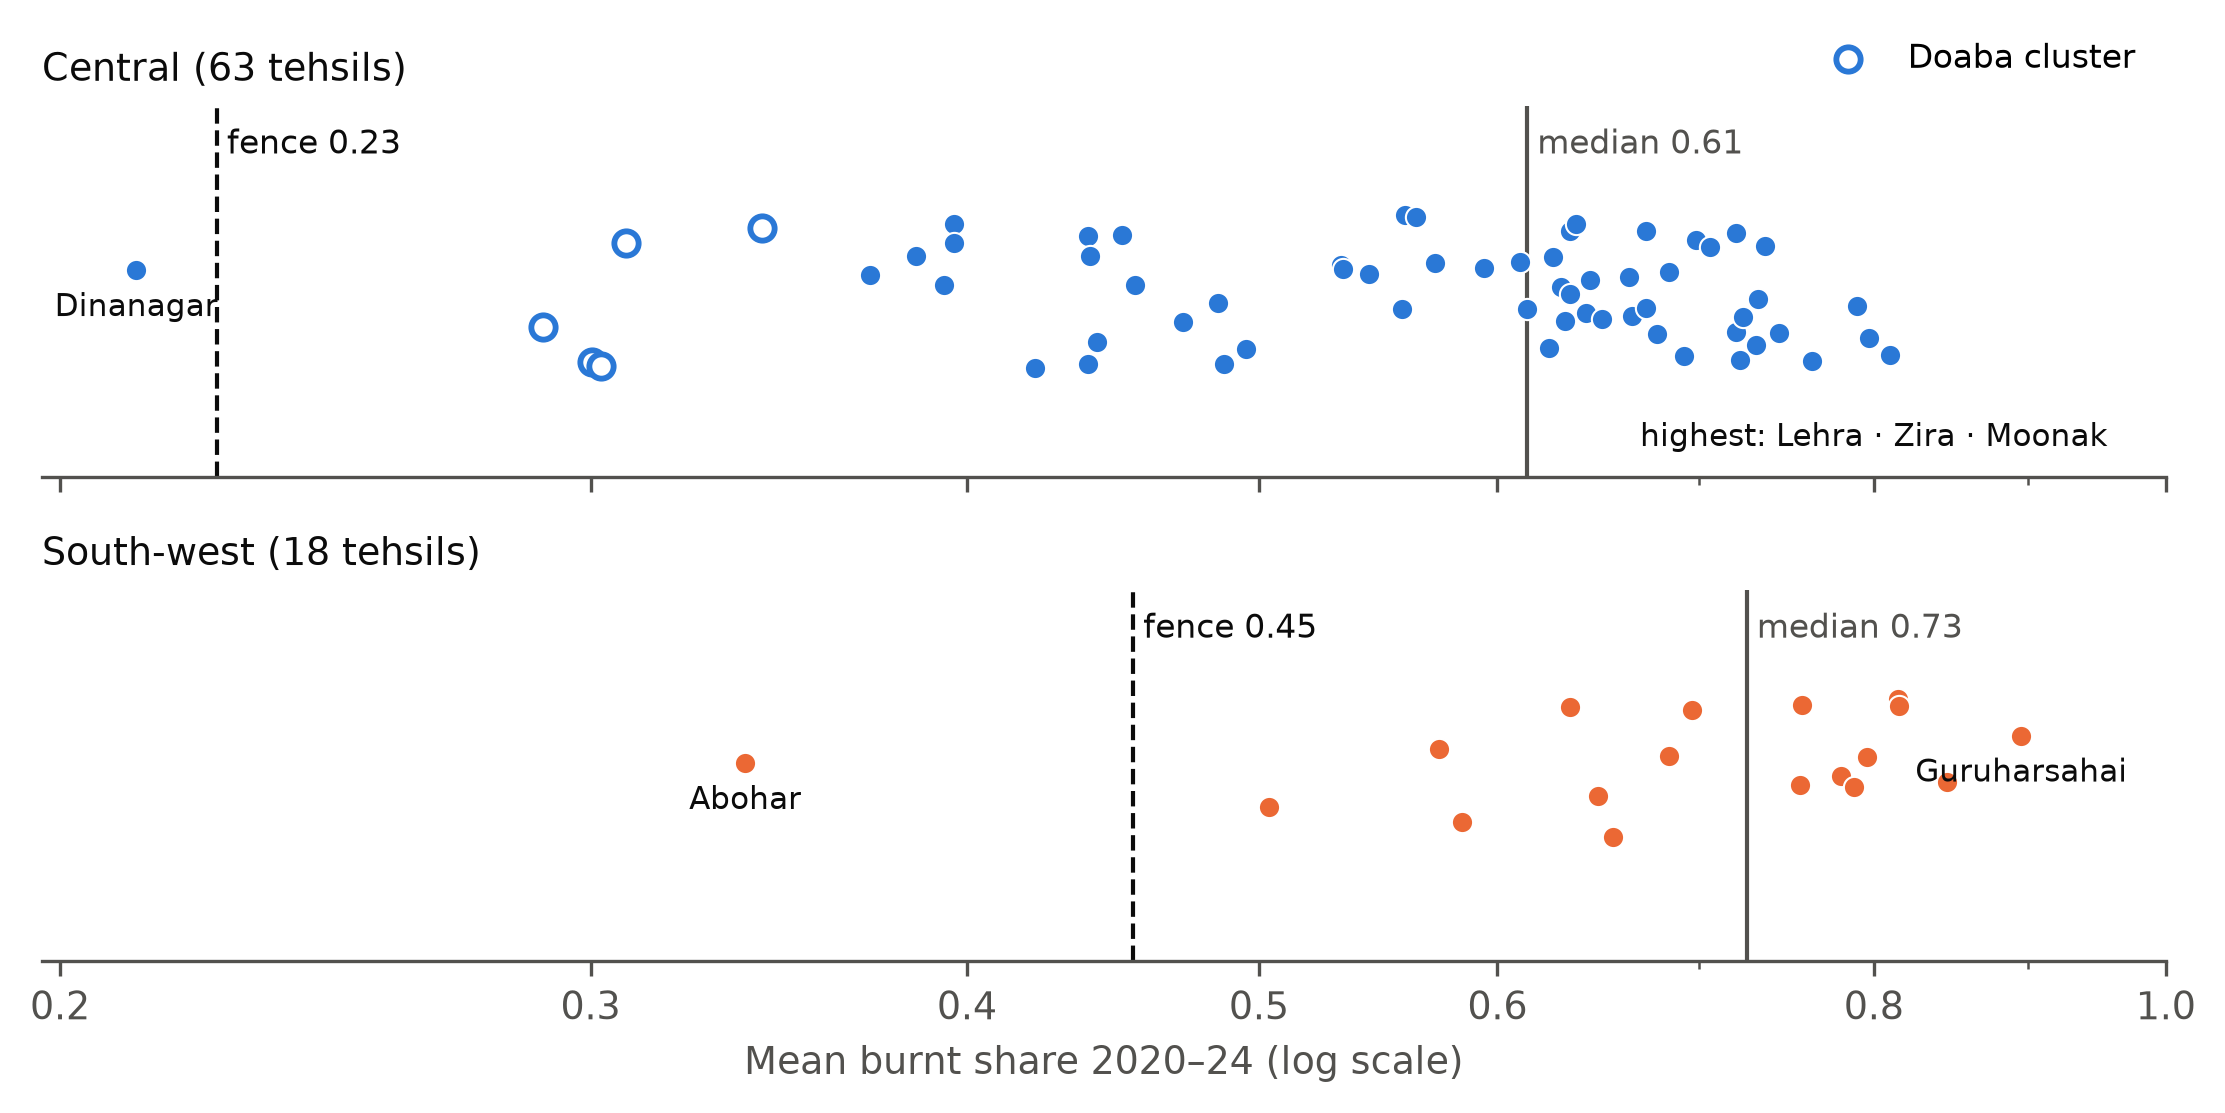 Central (63 tehsils)
Doaba cluster
fence 0.23
median 0.61
Dinanagar
highest: Lehra · Zira · Moonak
South-west (18 tehsils)
fence 0.45
median 0.73
Abohar
Guruharsahai
0.2 0.3 0.4 0.5 0.6 0.8 1.0
Mean burnt share 2020–24 (log scale)